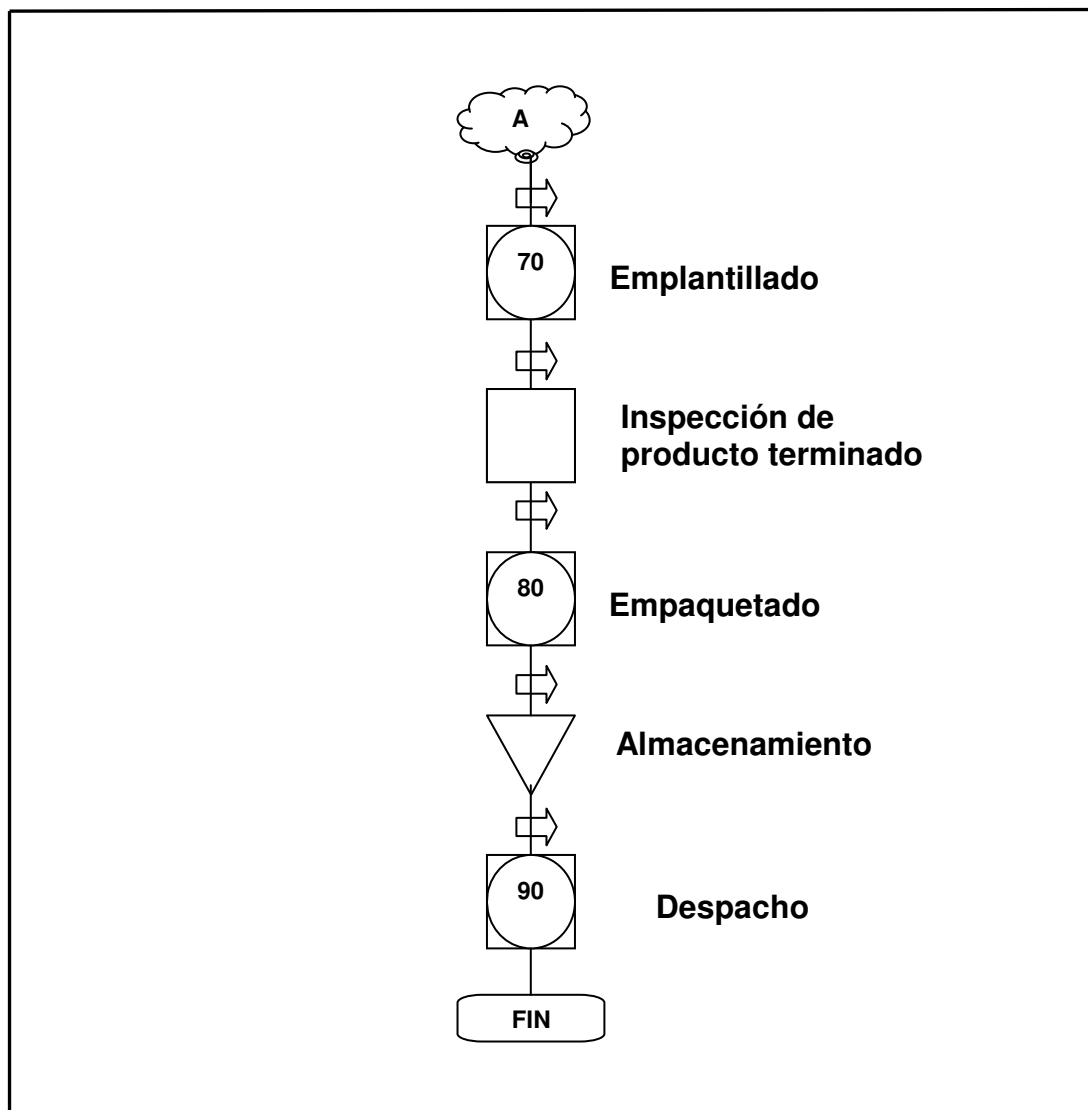 A
70
Emplantillado
Inspección de
producto terminado
80
Empaquetado
Almacenamiento
90
Despacho
FIN